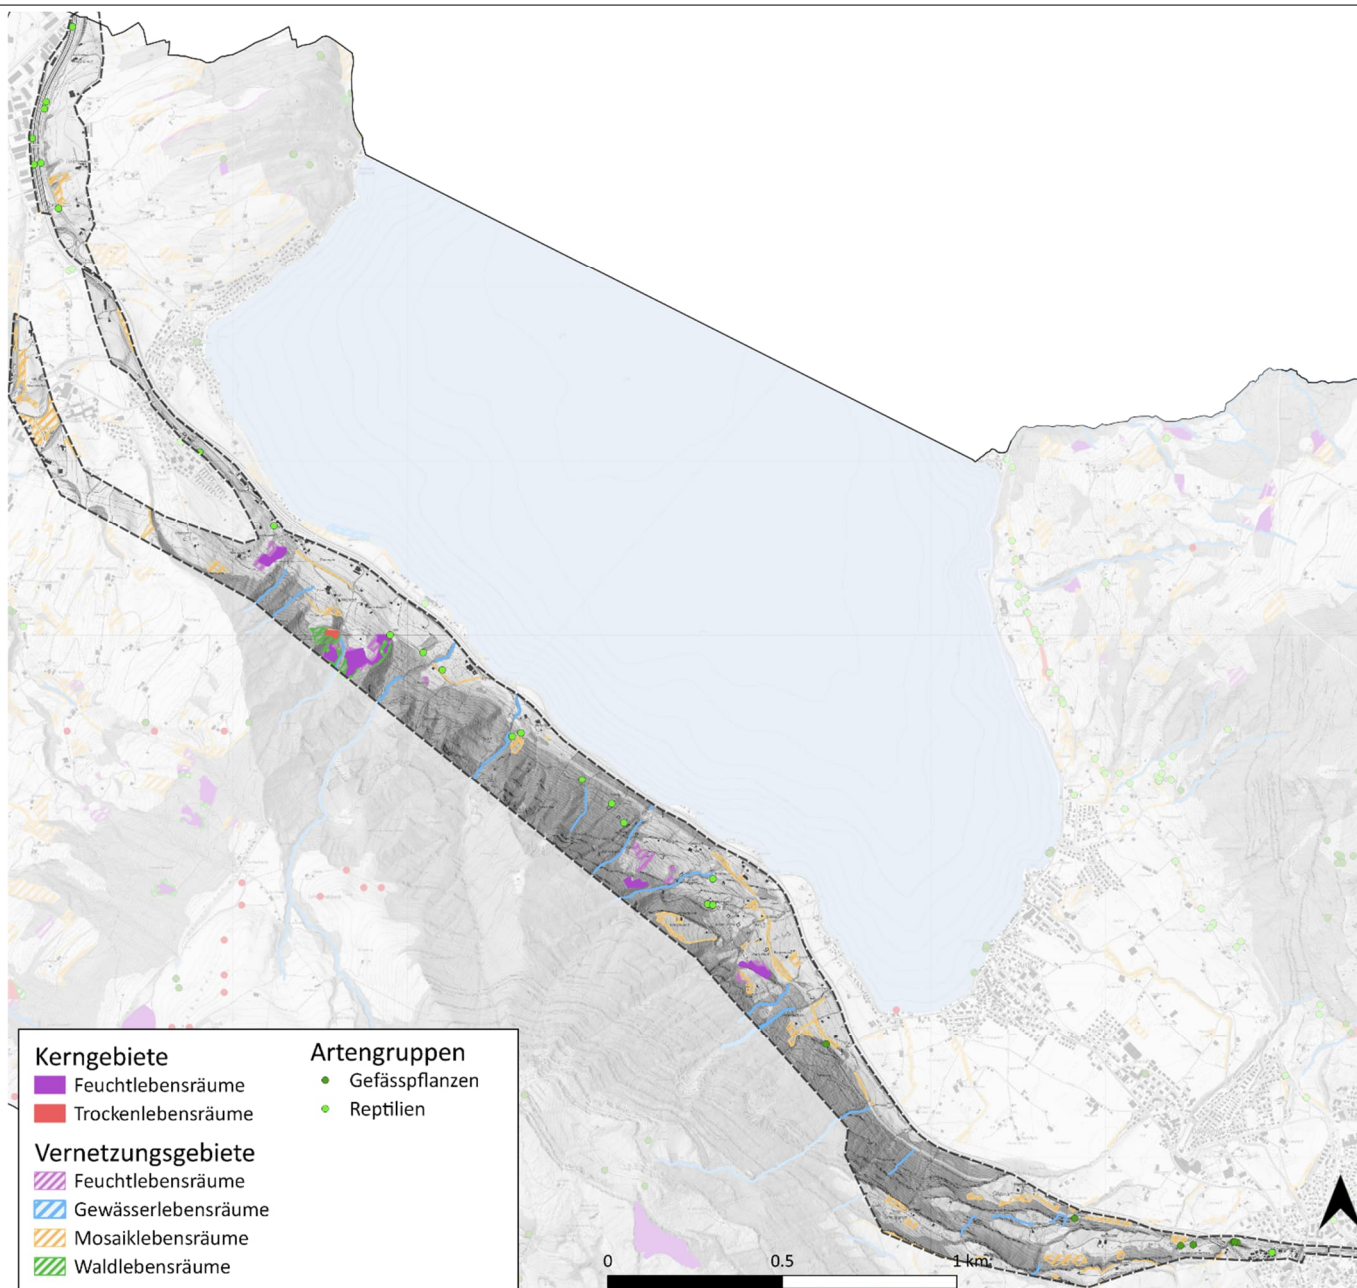 Kerngebiete
Feuchtlebensräume
Trockenlebensräume
Vernetzungsgebiete
Feuchtlebensräume
Gewässerlebensräume
Mosaiklebensräume
Waldlebensräume
Artengruppen
Gefässpflanzen
Reptilien
0 0.5 1 km